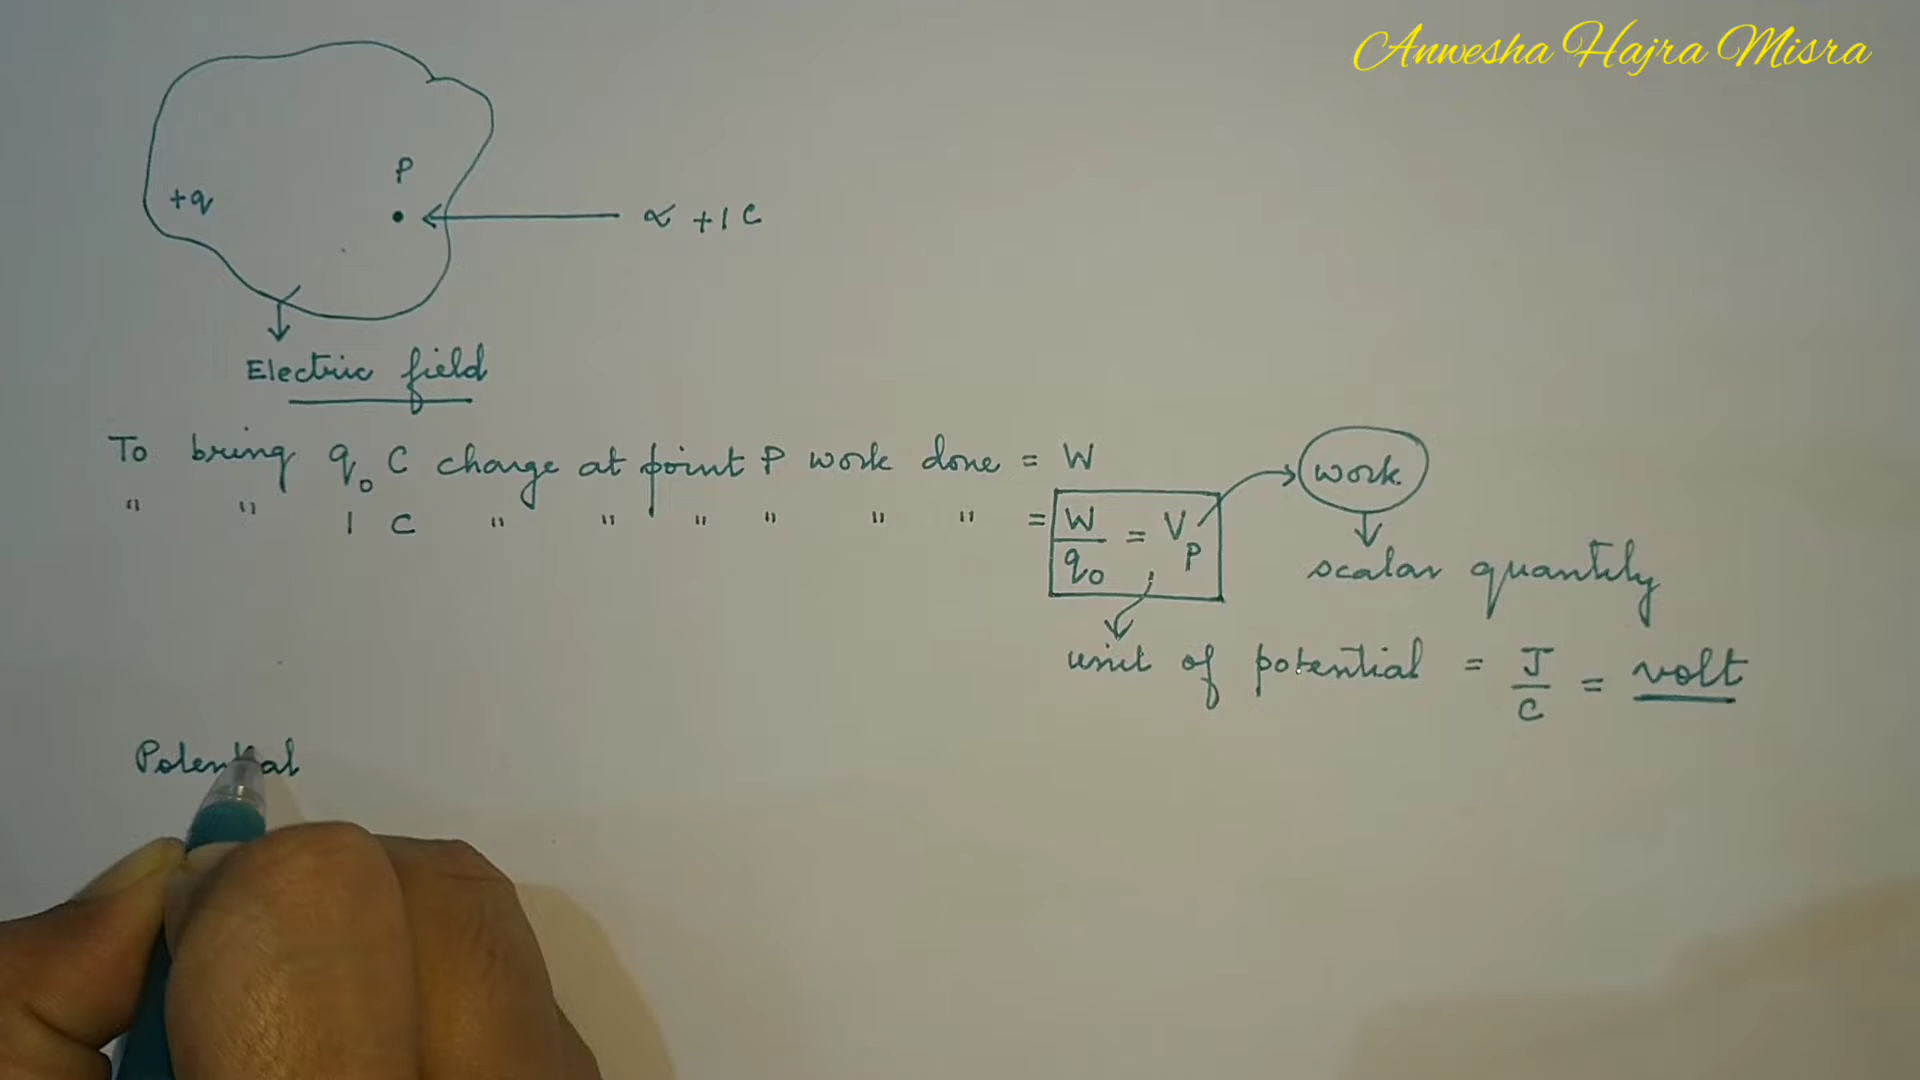 Anwesha Hajra Misra
P
+q
∝ +1 C
Electric field
To bring q₀ C charge at point P work done = W
" " 1 C " " " " " " = W/q₀ = V_P
work
scalar quantity
unit of potential = J/C = volt
Potential